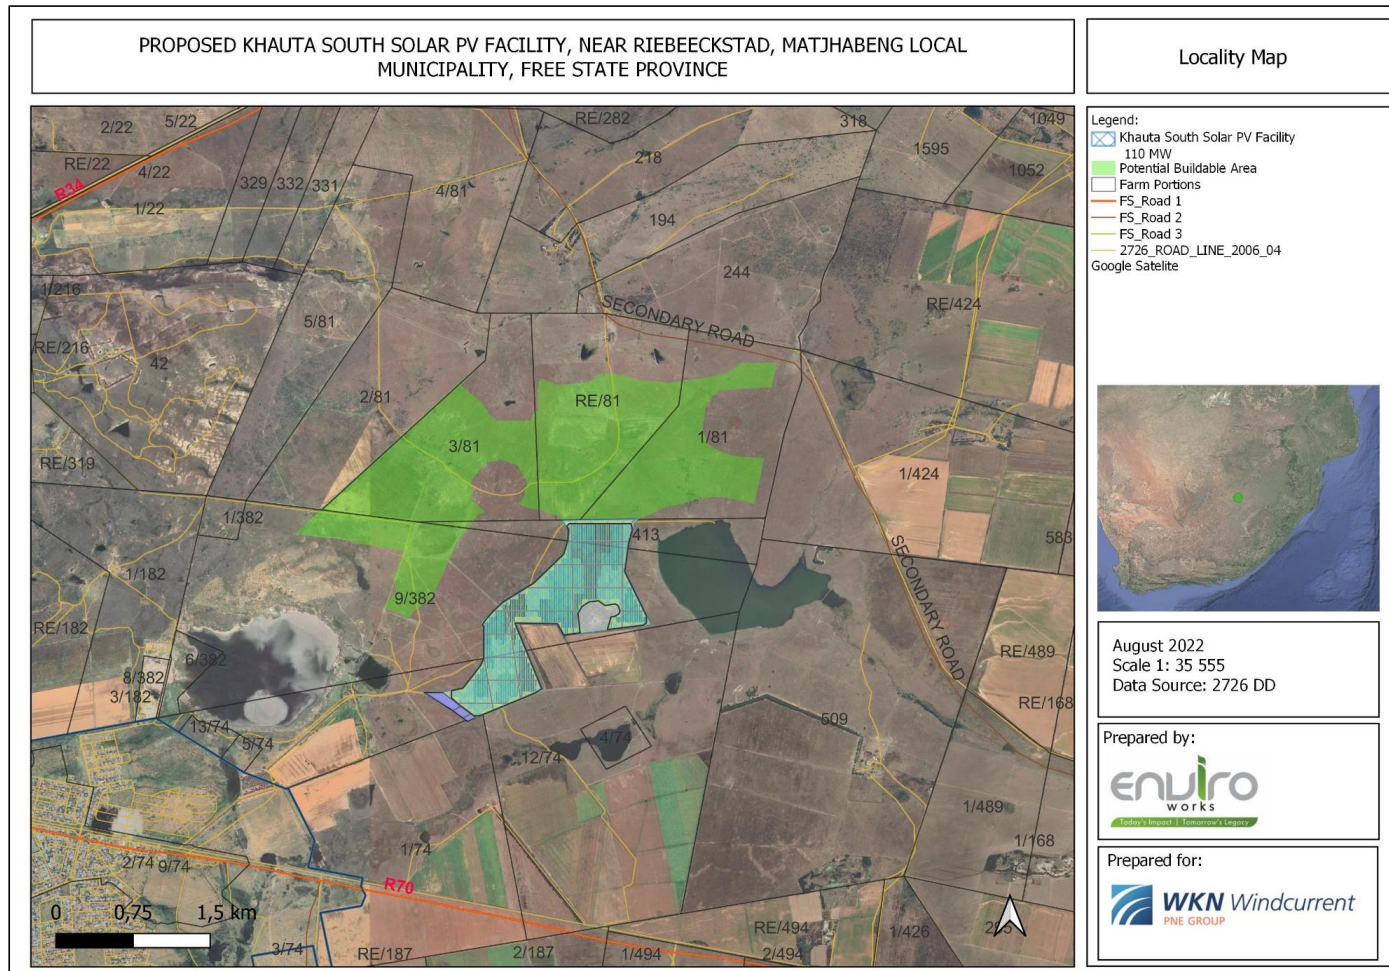 PROPOSED KHAUTA SOUTH SOLAR PV FACILITY, NEAR RIEBEECKSTAD, MATJHABENG LOCAL
MUNICIPALITY, FREE STATE PROVINCE
Locality Map
Legend:
Khauta South Solar PV Facility
110 MW
Potential Buildable Area
Farm Portions
FS_Road 1
FS_Road 2
FS_Road 3
2726_ROAD_LINE_2006_04
Google Satelite
2/22
5/22
RE/22
4/22
R34
1/22
329
332
331
4/81
RE/282
218
318
1049
1595
1052
194
244
RE/424
SECONDARY ROAD
1/216
5/81
RE/216
42
2/81
RE/81
3/81
1/81
RE/319
1/424
1/382
413
583
1/182
9/382
SECONDARY ROAD
RE/182
6/382
8/382
3/182
RE/489
RE/168
13/74
5/74
509
4/74
12/74
1/489
1/168
1/74
2/74
9/74
R70
0
0,75
1,5 km
3/74
RE/187
2/187
1/494
RE/494
2/494
1/426
August 2022
Scale 1: 35 555
Data Source: 2726 DD
Prepared by:
enviro
works
Today's Impact | Tomorrow's Legacy
Prepared for:
WKN Windcurrent
PNE GROUP